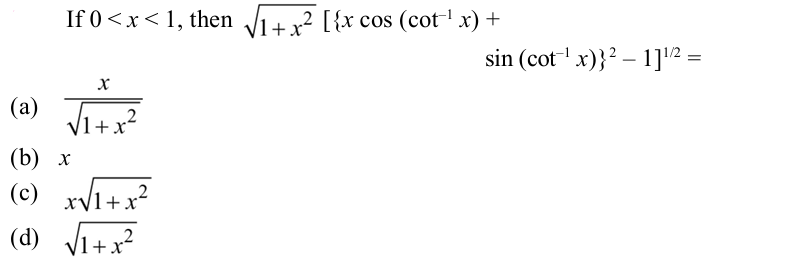 If 0 < x < 1, then √(1 + x²) [{x cos (cot⁻¹ x) +
sin (cot⁻¹ x)}² – 1]^1/2 =
(a) x/√(1 + x²)
(b) x
(c) x√(1 + x²)
(d) √(1 + x²)